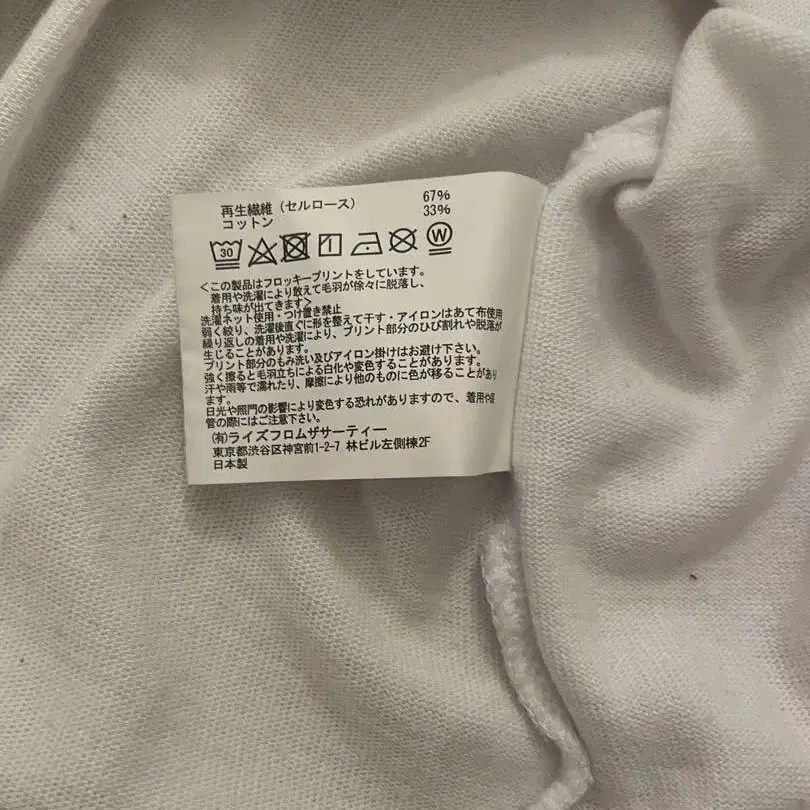 再生繊維（セルロース） 67%
コットン 33%
30 W
<この製品はフロッキープリントをしています。
着用や洗濯により敢えて毛羽が徐々に脱落し、
持ち味が出てきます>
洗濯ネット使用・つけ置き禁止
弱く絞り、洗濯後直ぐに形を整えて干す・アイロンはあて布使用
繰り返しの着用や洗濯により、プリント部分のひび割れや脱落が
生じることがあります。
プリント部分のもみ洗い及びアイロン掛けはお避け下さい。
強く擦ると毛羽立ちによる白化や変色することがあります。
汗や雨等で濡れたり、摩擦により他のものに色が移ることがあり
ます。
日光や照門の影響により変色する恐れがありますので、着用や保
管の際にはご注意下さい。
(有)ライズフロムザサーティー
東京都渋谷区神宮前1-2-7 林ビル左側棟2F
日本製